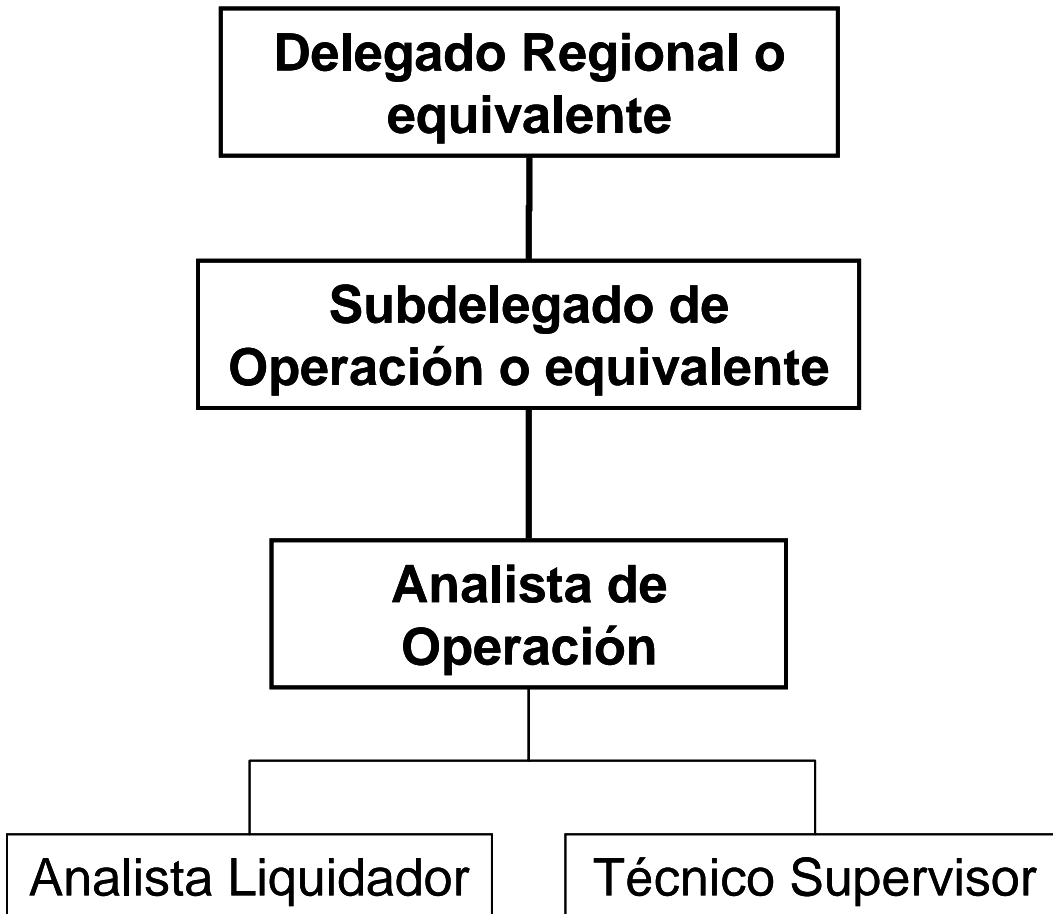 Delegado Regional o
equivalente
Subdelegado de
Operación o equivalente
Analista de
Operación
Analista Liquidador
Técnico Supervisor